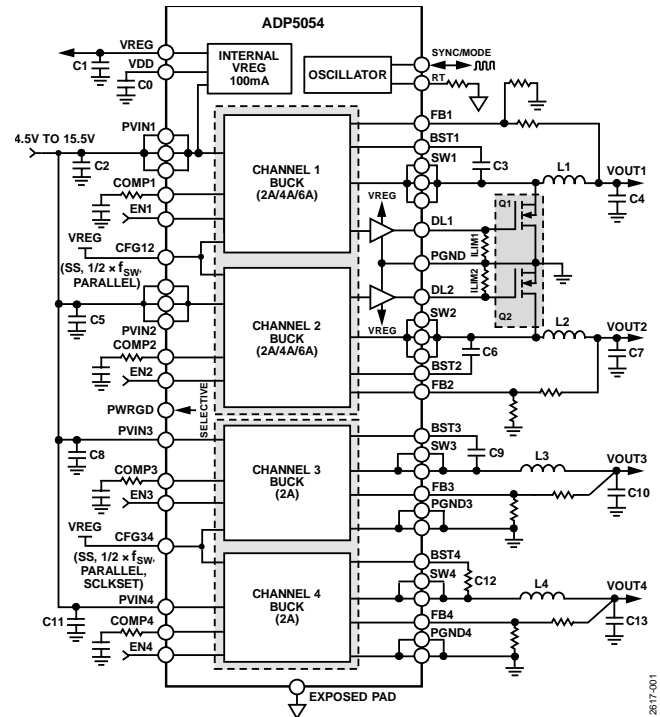 ADP5054
VREG
C1
VDD
C0
INTERNAL
VREG
100mA
OSCILLATOR
SYNC/MODE
RT
4.5V TO 15.5V
PVIN1
C2
COMP1
EN1
VREG
CFG12
(SS, 1/2 × fSW,
PARALLEL)
CHANNEL 1
BUCK
(2A/4A/6A)
FB1
BST1
SW1
C3
L1
VOUT1
C4
VREG
DL1
Q1
ILIM1
PGND
ILIM2
DL2
Q2
VREG
C5
PVIN2
COMP2
EN2
CHANNEL 2
BUCK
(2A/4A/6A)
SW2
L2
VOUT2
C6
C7
BST2
FB2
PWRGD
SELECTIVE
PVIN3
C8
COMP3
EN3
CHANNEL 3
BUCK
(2A)
BST3
SW3
C9
L3
VOUT3
C10
FB3
PGND3
VREG
CFG34
(SS, 1/2 × fSW,
PARALLEL,
SCLKSET)
PVIN4
C11
COMP4
EN4
CHANNEL 4
BUCK
(2A)
BST4
SW4
C12
L4
VOUT4
C13
FB4
PGND4
EXPOSED PAD
2617-001